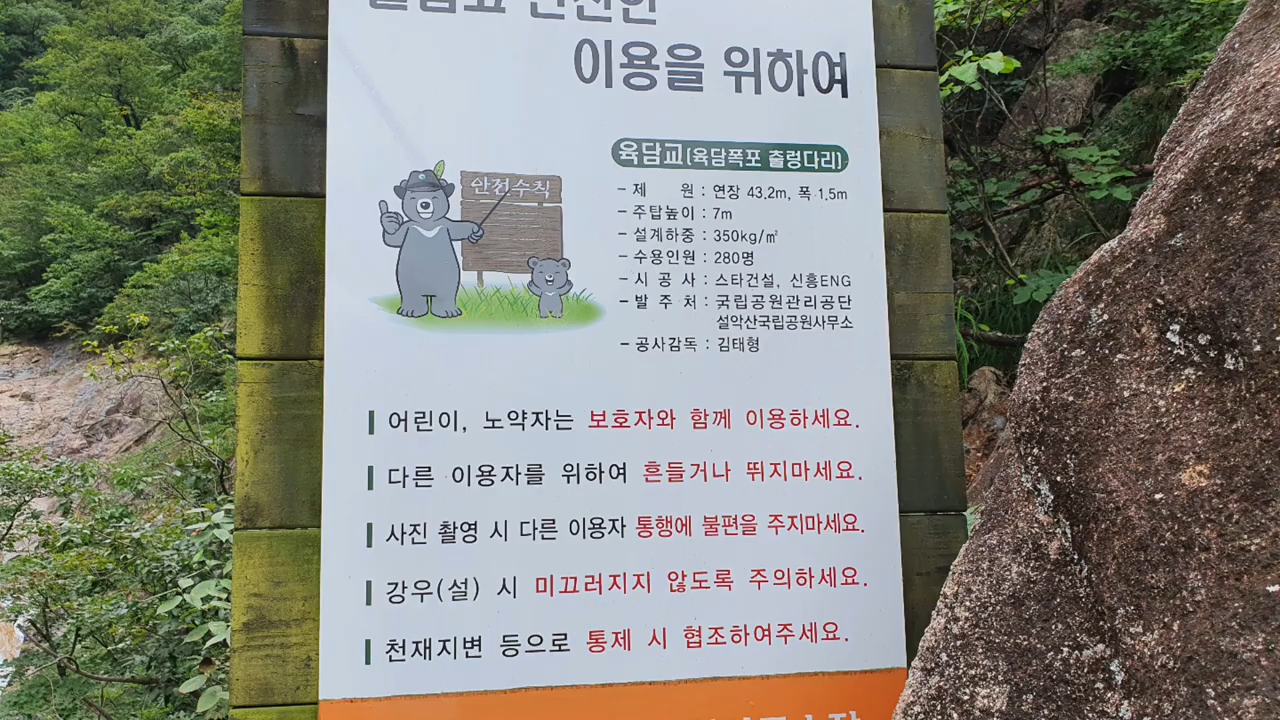 육담교 안전한
이용을 위하여
안전수칙
육담교(육담폭포 출렁다리)
- 제 원 : 연장 43.2m, 폭 1.5m
- 주탑높이 : 7m
- 설계하중 : 350kg/㎡
- 수용인원 : 280명
- 시 공 사 : 스타건설, 신흥ENG
- 발 주 처 : 국립공원관리공단
설악산국립공원사무소
- 공사감독 : 김태형
어린이, 노약자는 보호자와 함께 이용하세요.
다른 이용자를 위하여 흔들거나 뛰지마세요.
사진 촬영 시 다른 이용자 통행에 불편을 주지마세요.
강우(설) 시 미끄러지지 않도록 주의하세요.
천재지변 등으로 통제 시 협조하여주세요.